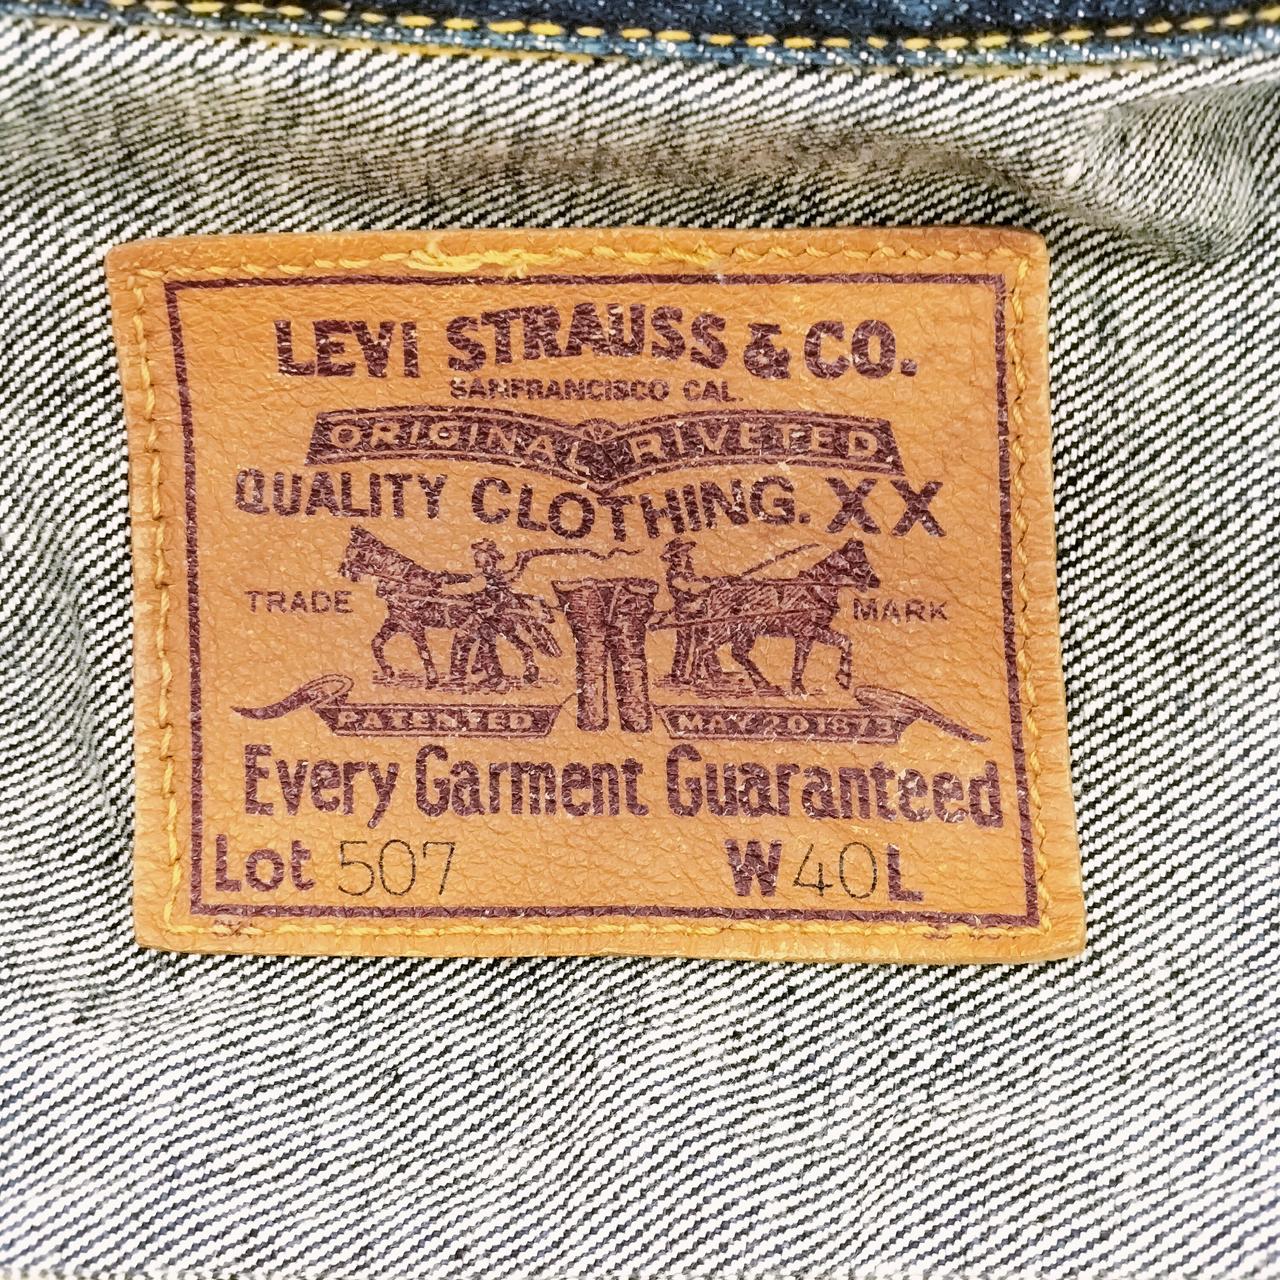 LEVI STRAUSS & CO.
SANFRANCISCO CAL.
ORIGINAL RIVETED
QUALITY CLOTHING. XX
TRADE MARK
PATENTED MAY 20 1873
Every Garment Guaranteed
Lot 507 W 40 L